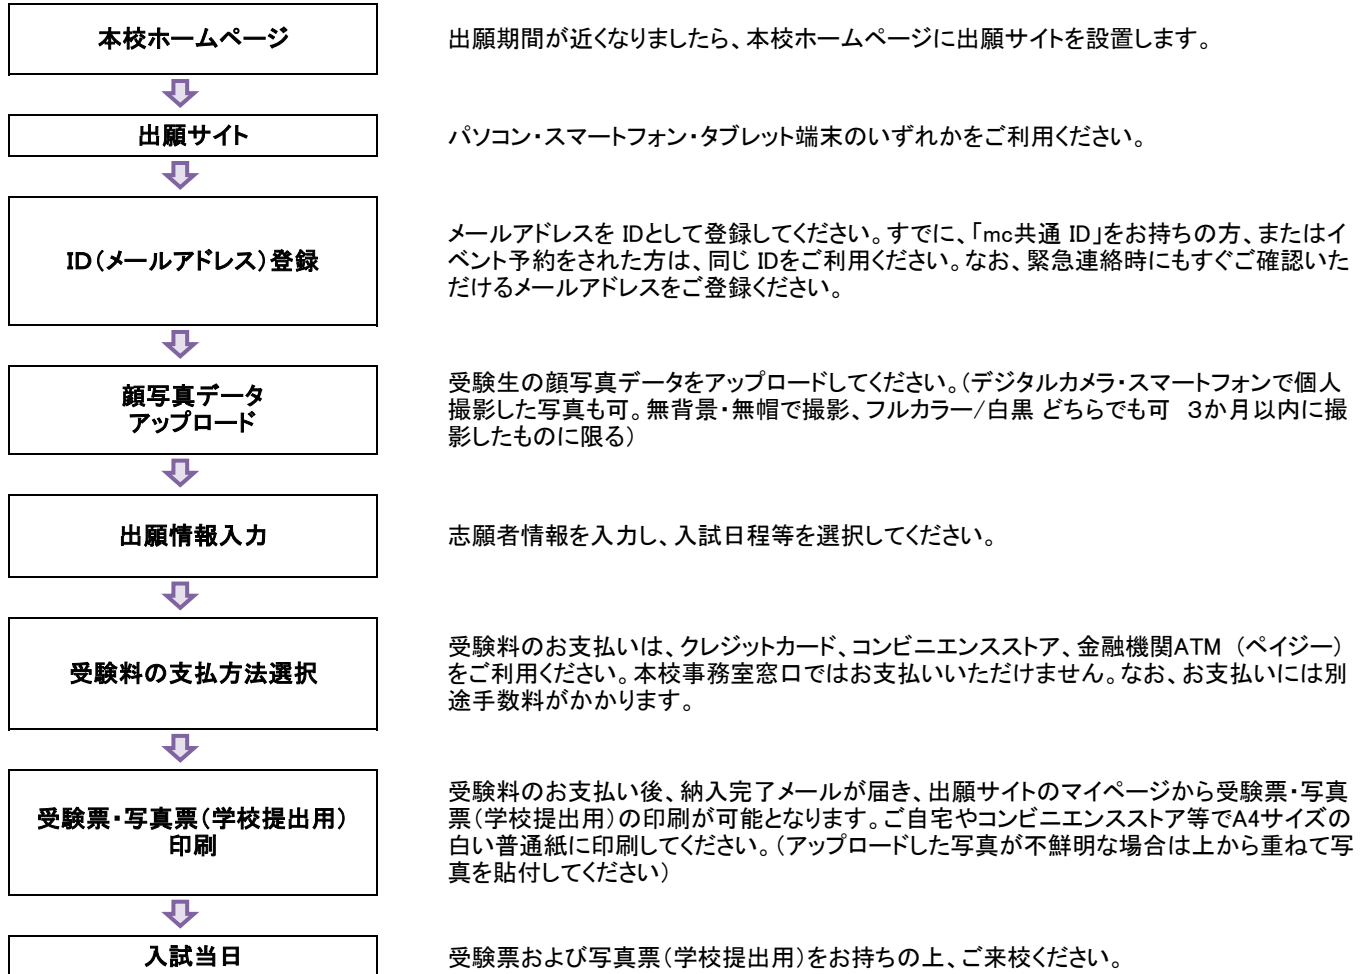 本校ホームページ
出願期間が近くなりましたら、本校ホームページに出願サイトを設置します。
出願サイト
パソコン・スマートフォン・タブレット端末のいずれかをご利用ください。
ID（メールアドレス）登録
メールアドレスを IDとして登録してください。すでに、「mc共通 ID」をお持ちの方、またはイ
ベント予約をされた方は、同じ IDをご利用ください。なお、緊急連絡時にもすぐご確認いた
だけるメールアドレスをご登録ください。
顔写真データ
アップロード
受験生の顔写真データをアップロードしてください。（デジタルカメラ・スマートフォンで個人
撮影した写真も可。無背景・無帽で撮影、フルカラー/白黒 どちらでも可　３か月以内に撮
影したものに限る）
出願情報入力
志願者情報を入力し、入試日程等を選択してください。
受験料の支払方法選択
受験料のお支払いは、クレジットカード、コンビニエンスストア、金融機関ATM （ペイジー）
をご利用ください。本校事務室窓口ではお支払いいただけません。なお、お支払いには別
途手数料がかかります。
受験票・写真票（学校提出用）
印刷
受験料のお支払い後、納入完了メールが届き、出願サイトのマイページから受験票・写真
票（学校提出用）の印刷が可能となります。ご自宅やコンビニエンスストア等でA4サイズの
白い普通紙に印刷してください。（アップロードした写真が不鮮明な場合は上から重ねて写
真を貼付してください）
入試当日
受験票および写真票（学校提出用）をお持ちの上、ご来校ください。